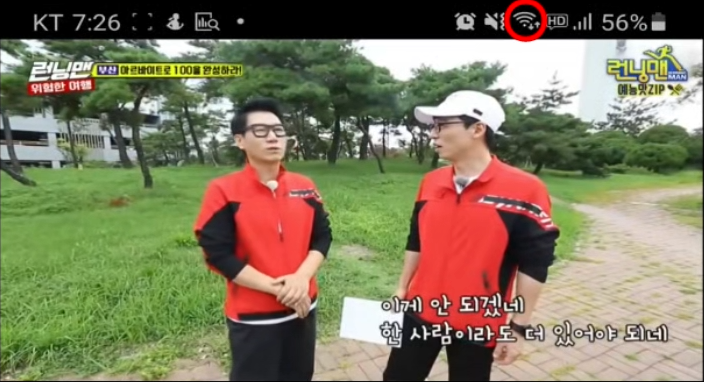 KT 7:26 HD 56%
런닝맨
위험한 여행
부산 아르바이트로 100을 완성하라!
런닝맨
MAN
예능맛ZIP
이게 안 되겠네
한 사람이라도 더 있어야 되네